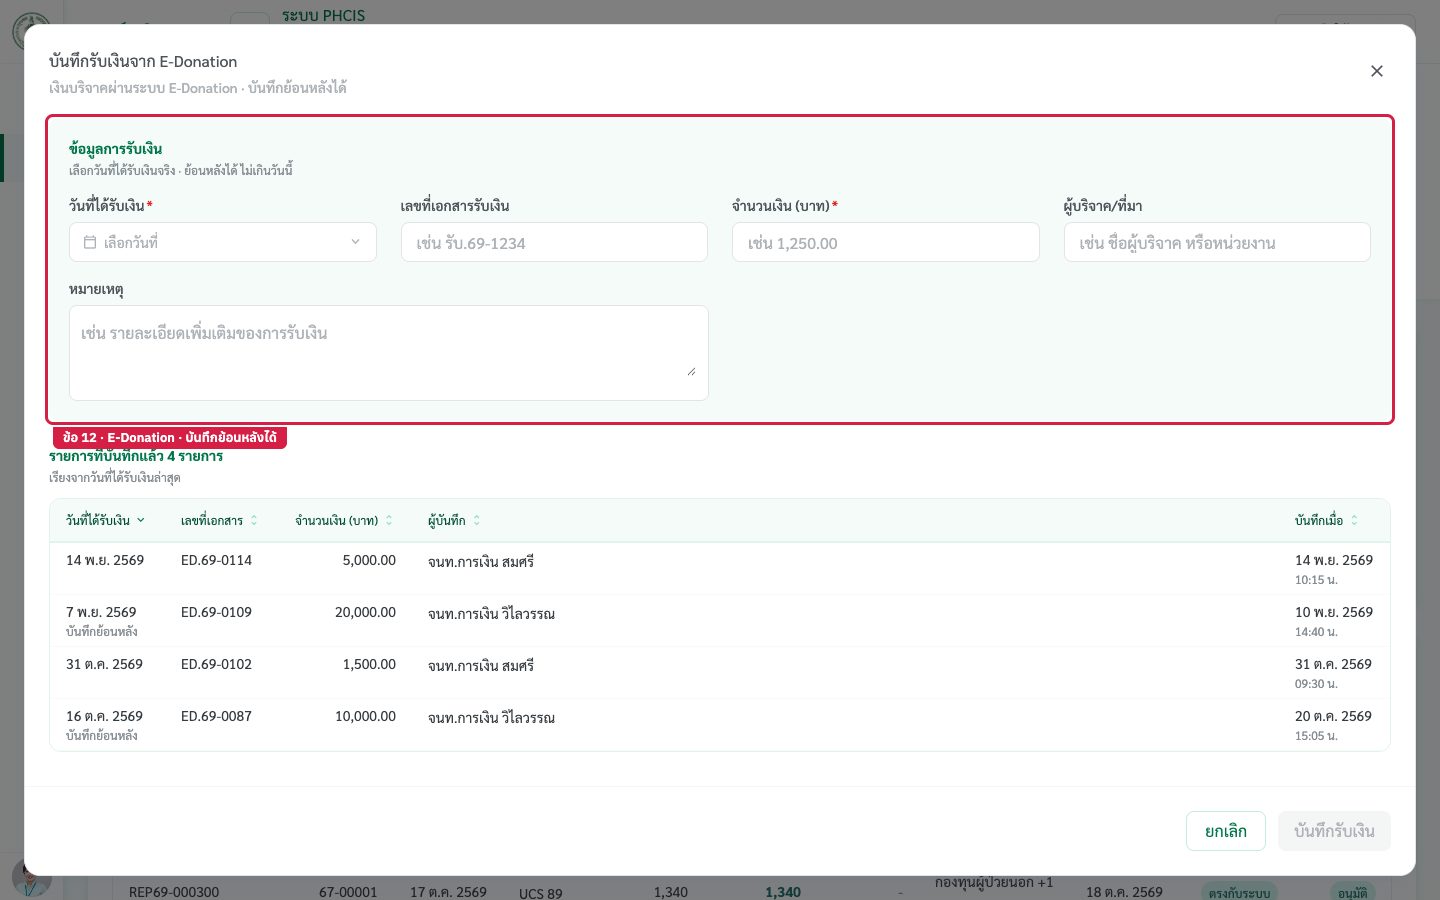 ระบบ PHCIS
บันทึกรับเงินจาก E-Donation
เงินบริจาคผ่านระบบ E-Donation · บันทึกย้อนหลังได้
ข้อมูลการรับเงิน
เลือกวันที่ได้รับเงินจริง · ย้อนหลังได้ ไม่เกินวันนี้
วันที่ได้รับเงิน * เลขที่เอกสารรับเงิน จำนวนเงิน (บาท) * ผู้บริจาค/ที่มา
เลือกวันที่ เช่น รับ.69-1234 เช่น 1,250.00 เช่น ชื่อผู้บริจาค หรือหน่วยงาน
หมายเหตุ
เช่น รายละเอียดเพิ่มเติมของการรับเงิน
ข้อ 12 · E-Donation · บันทึกย้อนหลังได้
รายการที่บันทึกแล้ว 4 รายการ
เรียงจากวันที่ได้รับเงินล่าสุด
วันที่ได้รับเงิน เลขที่เอกสาร จำนวนเงิน (บาท) ผู้บันทึก บันทึกเมื่อ
14 พ.ย. 2569 ED.69-0114 5,000.00 จนท.การเงิน สมศรี 14 พ.ย. 2569
10:15 น.
7 พ.ย. 2569 ED.69-0109 20,000.00 จนท.การเงิน วิไลวรรณ 10 พ.ย. 2569
บันทึกย้อนหลัง 14:40 น.
31 ต.ค. 2569 ED.69-0102 1,500.00 จนท.การเงิน สมศรี 31 ต.ค. 2569
09:30 น.
16 ต.ค. 2569 ED.69-0087 10,000.00 จนท.การเงิน วิไลวรรณ 20 ต.ค. 2569
บันทึกย้อนหลัง 15:05 น.
ยกเลิก บันทึกรับเงิน
REP69-000300 67-00001 17 ต.ค. 2569 UCS 89 1,340 1,340 - กองทุนผู้ป่วยนอก +1 18 ต.ค. 2569 ตรงกับระบบ อนุมัติ